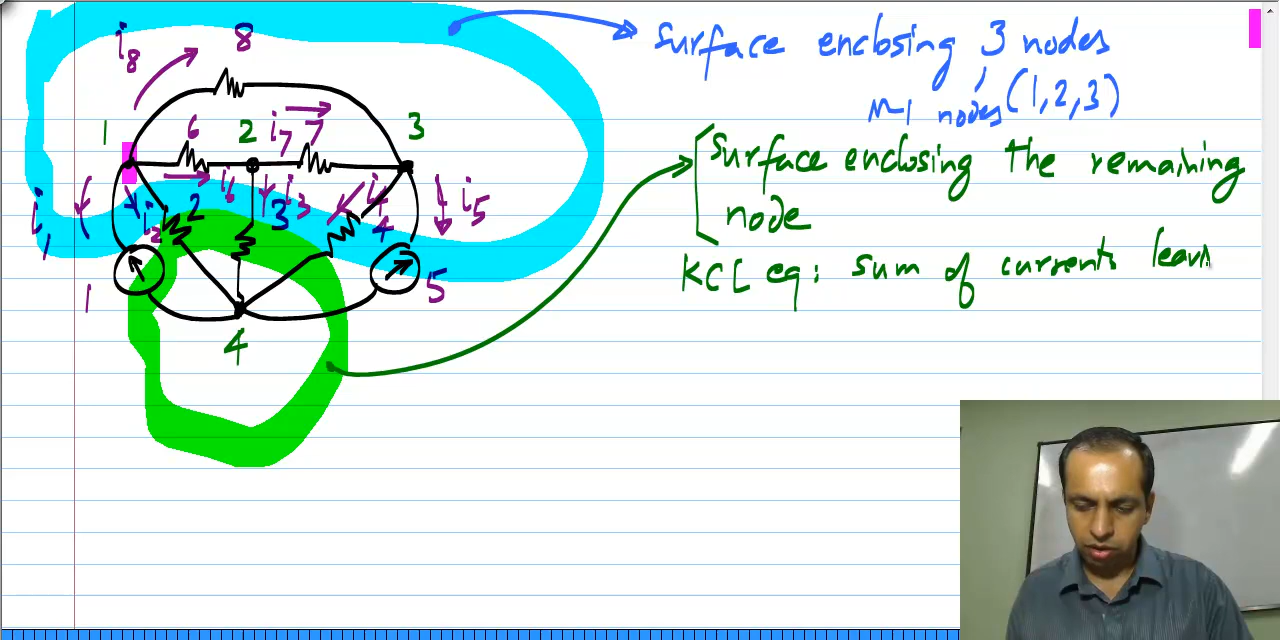 surface enclosing 3 nodes
N-1 nodes (1,2,3)
Surface enclosing the remaining
node
KCL eq: sum of currents leavi
i8 8
1 6 2 i7 7 3
i1 i2 2 i6 3 i3 i4 4 i5
1 5
4